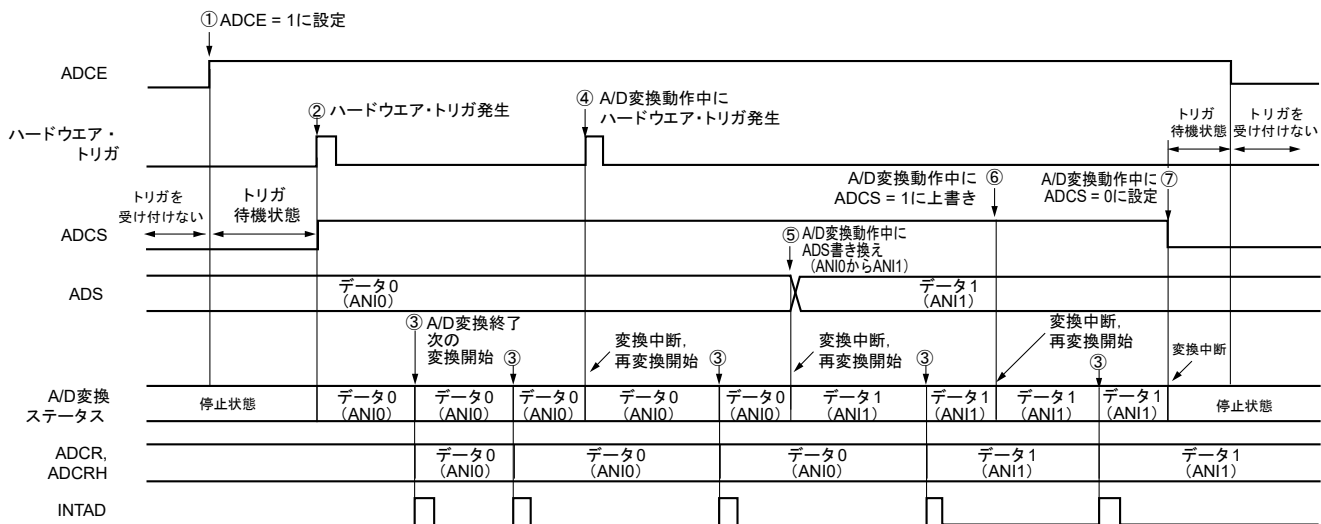 ① ADCE = 1に設定
ADCE
② ハードウエア・トリガ発生
④ A/D変換動作中に
ハードウエア・トリガ発生
ハードウエア・
トリガ
トリガ
待機状態
トリガを
受け付けない
トリガを
受け付けない
トリガ
待機状態
A/D変換動作中に ⑥
ADCS = 1に上書き
A/D変換動作中に ⑦
ADCS = 0に設定
ADCS
⑤ A/D変換動作中に
ADS書き換え
(ANI0からANI1)
ADS
データ0
(ANI0)
データ1
(ANI1)
③ A/D変換終了
次の
変換開始
③
変換中断,
再変換開始
③
変換中断,
再変換開始
③
変換中断,
再変換開始
③
変換中断
A/D変換
ステータス
停止状態
データ0
(ANI0)
データ0
(ANI0)
データ0
(ANI0)
データ0
(ANI0)
データ0
(ANI0)
データ1
(ANI1)
データ1
(ANI1)
データ1
(ANI1)
データ1
(ANI1)
停止状態
ADCR,
ADCRH
データ0
(ANI0)
データ0
(ANI0)
データ0
(ANI0)
データ1
(ANI1)
データ1
(ANI1)
INTAD